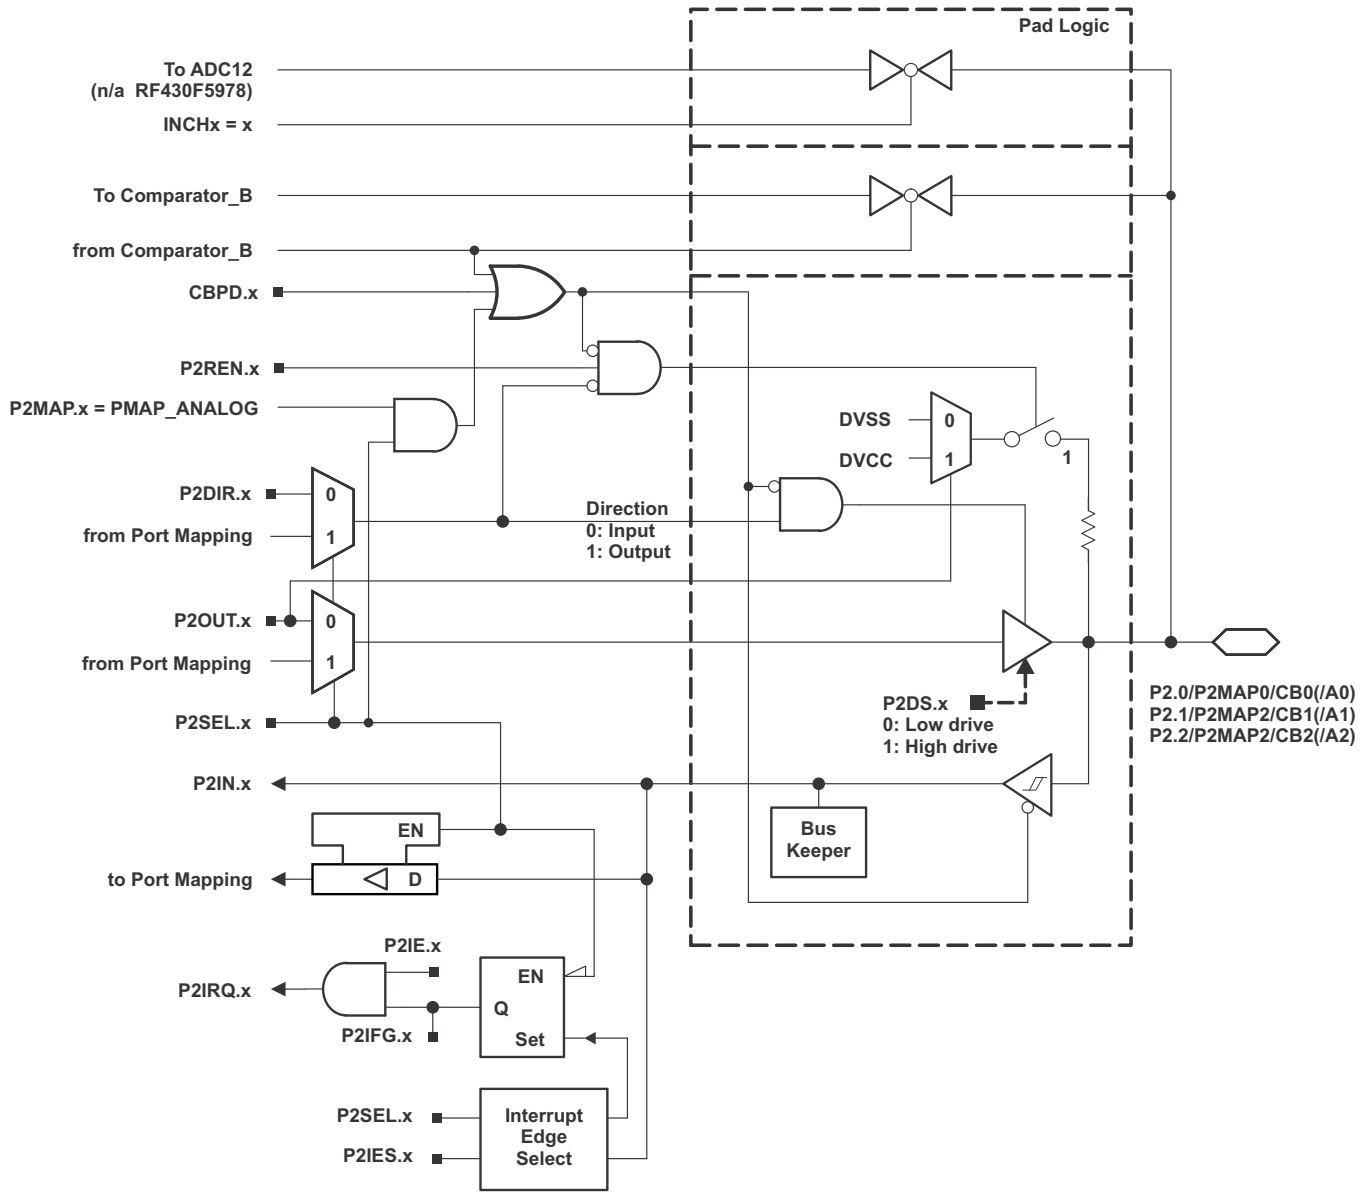 Pad Logic
To ADC12
(n/a RF430F5978)
INCHx = x
To Comparator_B
from Comparator_B
CBPD.x
P2REN.x
P2MAP.x = PMAP_ANALOG
DVSS
0
DVCC
1
1
P2DIR.x
0
from Port Mapping
1
Direction
0: Input
1: Output
P2OUT.x
0
from Port Mapping
1
P2SEL.x
P2DS.x
0: Low drive
1: High drive
P2.0/P2MAP0/CB0(/A0)
P2.1/P2MAP2/CB1(/A1)
P2.2/P2MAP2/CB2(/A2)
P2IN.x
EN
Bus
Keeper
to Port Mapping
D
P2IE.x
P2IRQ.x
EN
Q
P2IFG.x
Set
P2SEL.x
P2IES.x
Interrupt
Edge
Select